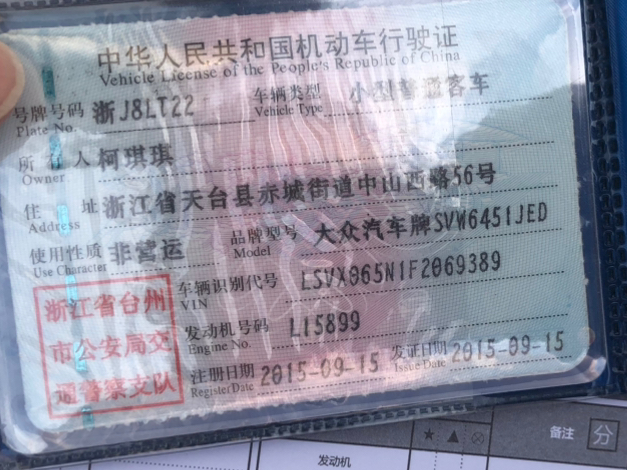 中华人民共和国机动车行驶证
Vehicle License of the People's Republic of China
号牌号码 浙J8LT22 车辆类型 小型普通客车
Plate No. Vehicle Type
所有人 柯琪琪
Owner
住址 浙江省天台县赤城街道中山西路56号
Address
使用性质 非营运 品牌型号 大众汽车牌SVW6451JED
Use Character Model
浙江省台州
市公安局交
通警察支队
车辆识别代号 LSVX065N1F2069389
VIN
发动机号码 L15899
Engine No.
注册日期 2015-09-15 发证日期 2015-09-15
Register Date Issue Date
备注 分
★ ▲
发动机